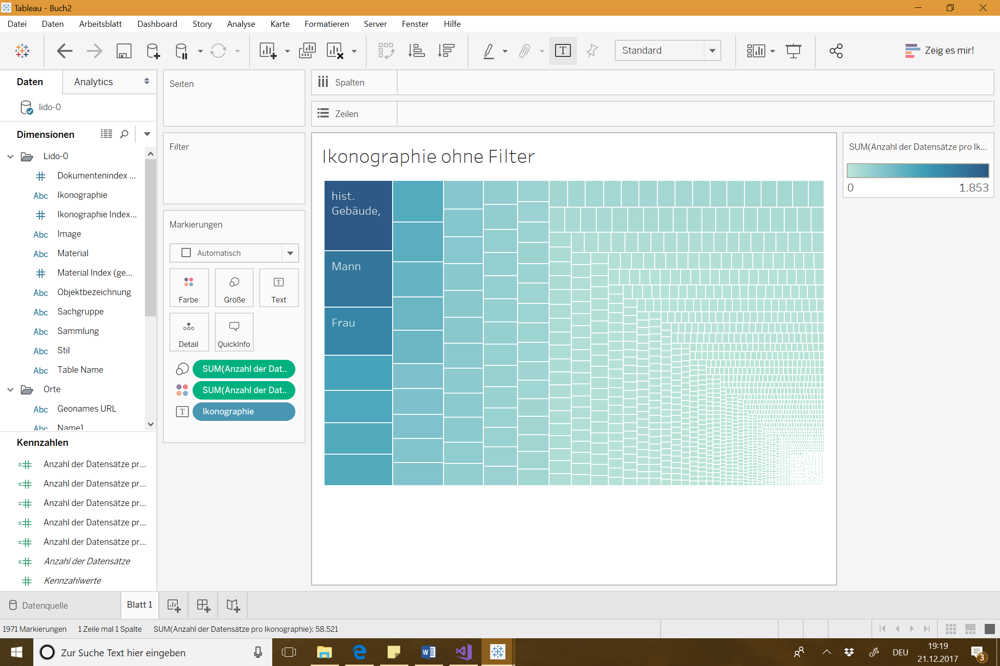 Tableau - Buch2
Datei Daten Arbeitsblatt Dashboard Story Analyse Karte Formatieren Server Fenster Hilfe
Standard
Zeig es mir!
Daten
Analytics
lido-0
Dimensionen
Lido-0
Dokumentenindex ...
Abc Ikonographie
Ikonographie Index...
Abc Image
Abc Material
Material Index (ge...
Abc Objektbezeichnung
Abc Sachgruppe
Abc Sammlung
Abc Stil
Abc Table Name
Orte
Abc Geonames URL
Abc Name1
Kennzahlen
Anzahl der Datensätze pr...
Anzahl der Datensätze pr...
Anzahl der Datensätze pr...
Anzahl der Datensätze pr...
Anzahl der Datensätze pr...
Anzahl der Datensätze
Kennzahlwerte
Seiten
Filter
Markierungen
Automatisch
Farbe
Größe
Text
Detail
QuickInfo
SUM(Anzahl der Dat..
SUM(Anzahl der Dat..
Ikonographie
Spalten
Zeilen
Ikonographie ohne Filter
hist.
Gebäude,
Mann
Frau
SUM(Anzahl der Datensätze pro Ik...
0 1.853
Datenquelle
Blatt 1
1971 Markierungen 1 Zeile mal 1 Spalte SUM(Anzahl der Datensätze pro Ikonographie): 58.521
Zur Suche Text hier eingeben
DEU
19:19
21.12.2017
3